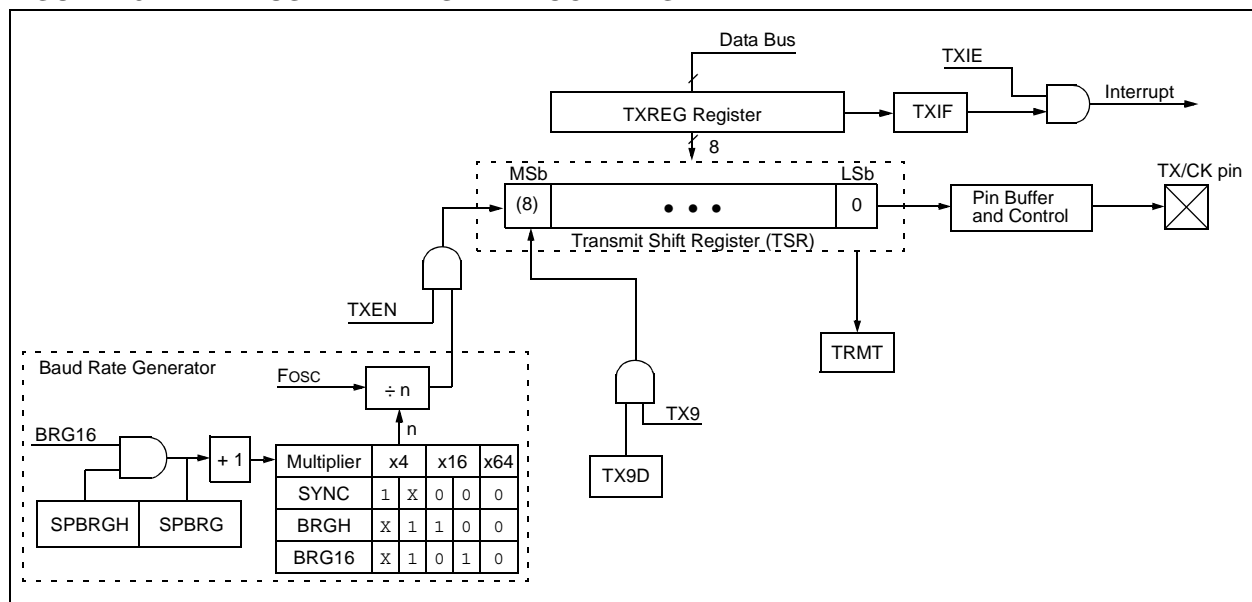 Data Bus
TXIE
Interrupt
TXREG Register
TXIF
8
MSb
LSb
TX/CK pin
(8)
• • •
0
Pin Buffer
and Control
Transmit Shift Register (TSR)
TXEN
TRMT
Baud Rate Generator
FOSC
÷ n
TX9
n
BRG16
+ 1
Multiplier x4 x16 x64
TX9D
SYNC 1 X 0 0 0
SPBRGH SPBRG
BRGH X 1 1 0 0
BRG16 X 1 0 1 0